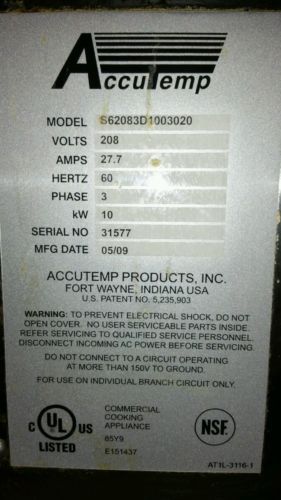 ACCUTEMP
MODEL S62083D1003020
VOLTS 208
AMPS 27.7
HERTZ 60
PHASE 3
kW 10
SERIAL NO 31577
MFG DATE 05/09
ACCUTEMP PRODUCTS, INC.
FORT WAYNE, INDIANA USA
U.S. PATENT NO. 5,235,903
WARNING: TO PREVENT ELECTRICAL SHOCK, DO NOT
OPEN COVER. NO USER SERVICEABLE PARTS INSIDE.
REFER SERVICING TO QUALIFIED SERVICE PERSONNEL.
DISCONNECT INCOMING AC POWER BEFORE SERVICING.
DO NOT CONNECT TO A CIRCUIT OPERATING
AT MORE THAN 150V TO GROUND.
FOR USE ON INDIVIDUAL BRANCH CIRCUIT ONLY.
C UL US
LISTED
COMMERCIAL
COOKING
APPLIANCE
85Y9
E151437
NSF
AT1L-3116-1